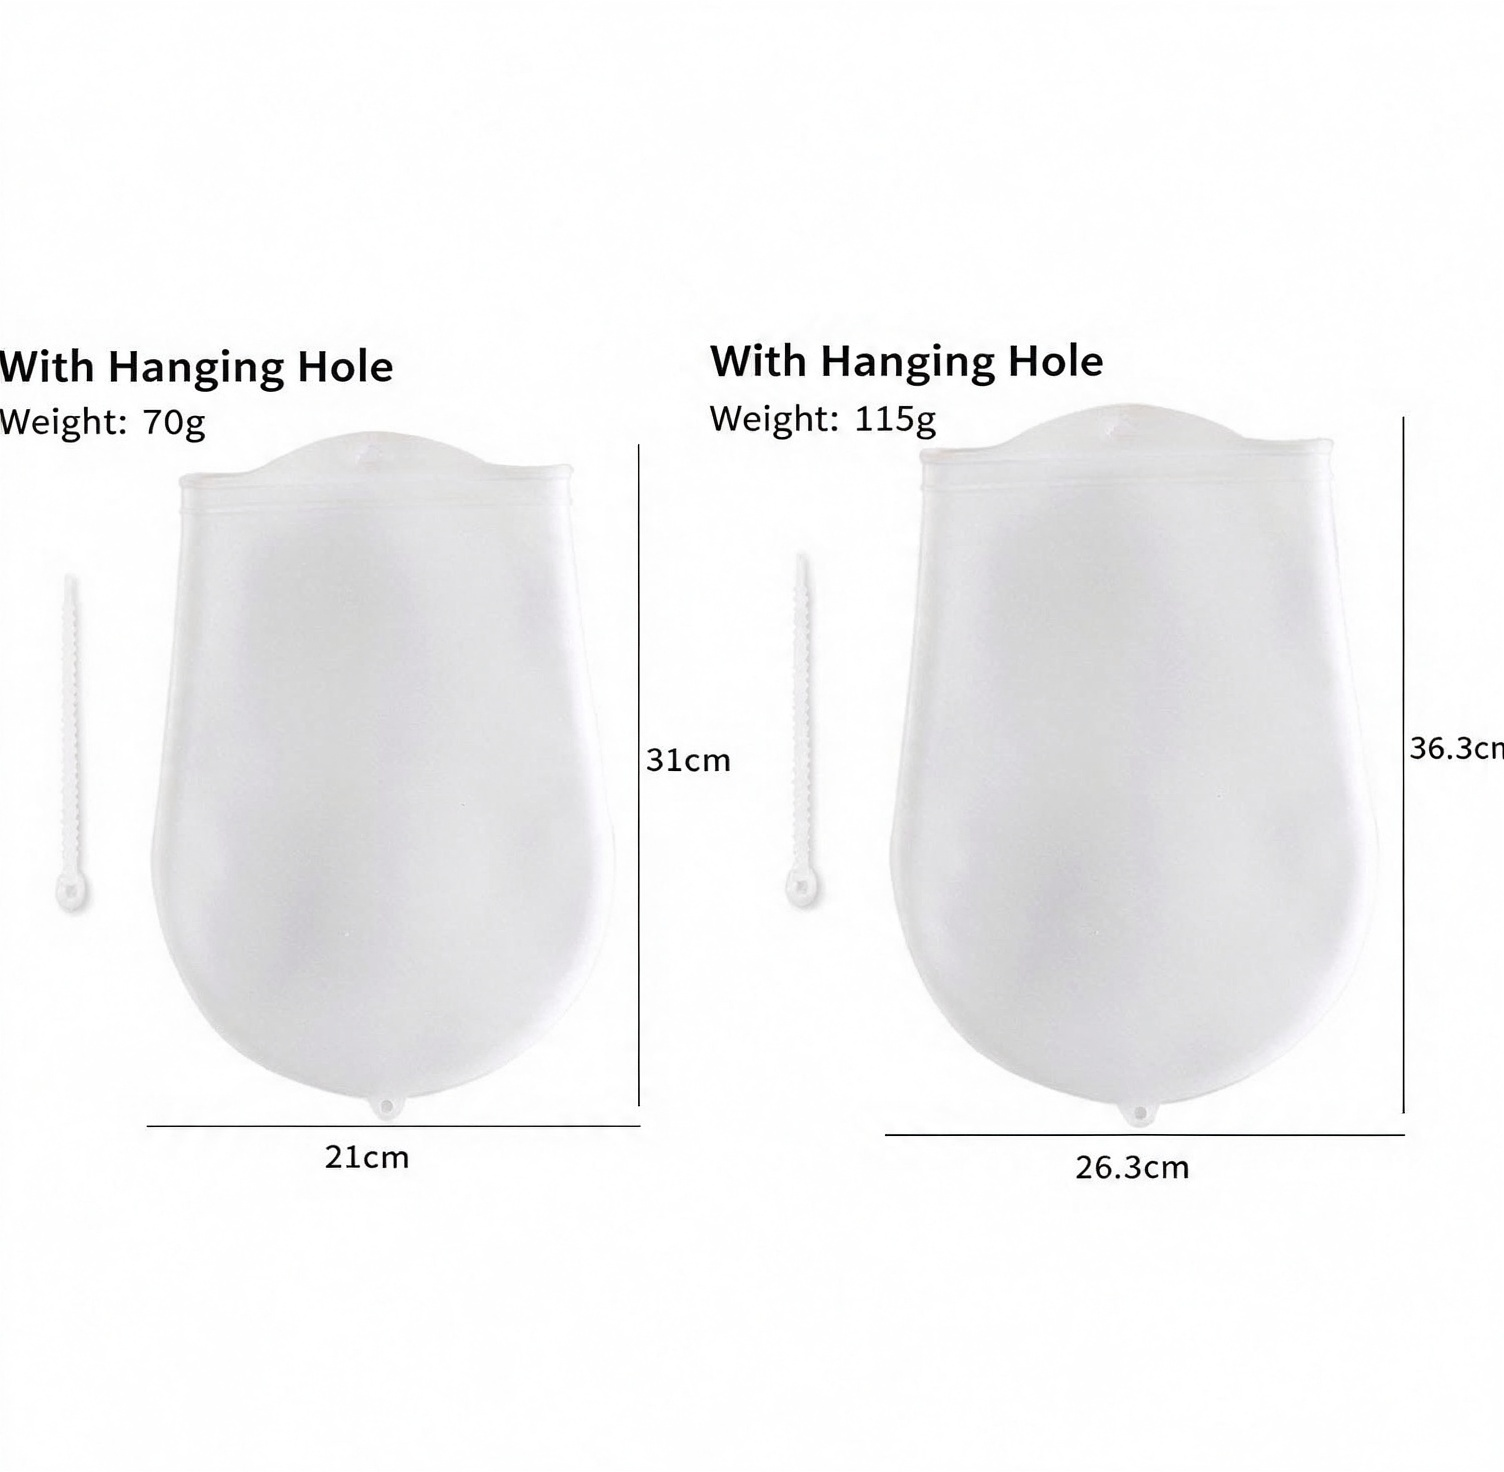 With Hanging Hole
Weight: 70g
31cm
21cm
With Hanging Hole
Weight: 115g
36.3cm
26.3cm